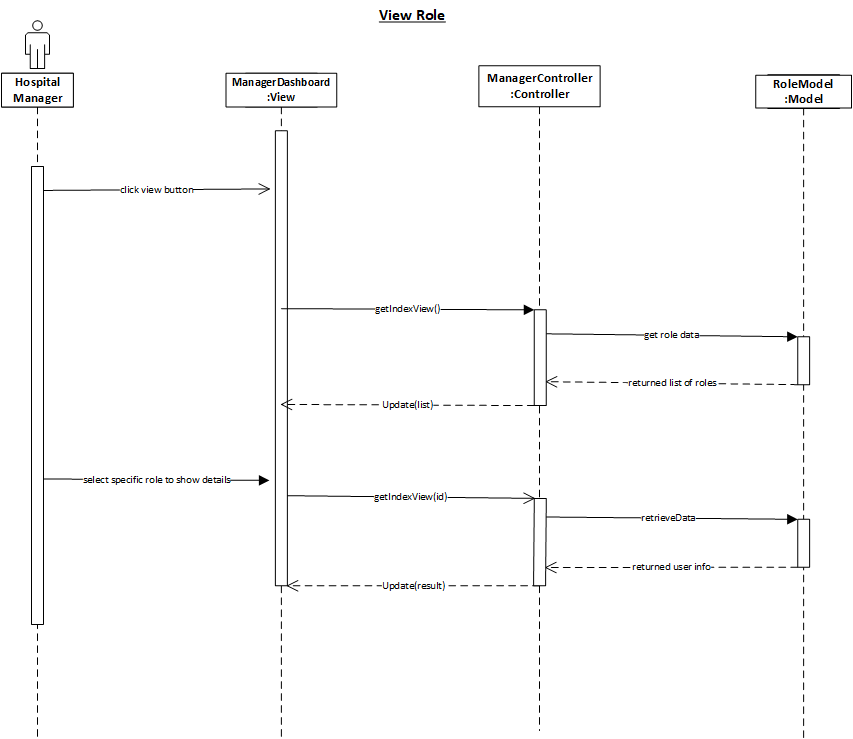 View Role
Hospital
Manager
ManagerDashboard
:View
ManagerController
:Controller
RoleModel
:Model
click view button
getIndexView()
get role data
returned list of roles
Update(list)
select specific role to show details
getIndexView(id)
retrieveData
returned user info
Update(result)